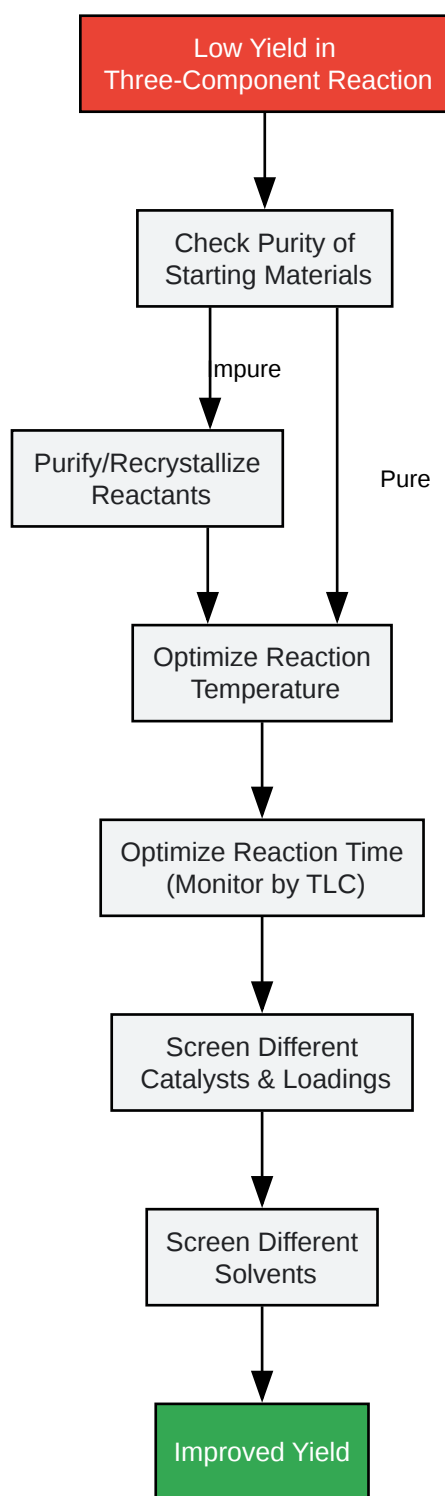 Low Yield in
Three-Component Reaction
Check Purity of
Starting Materials
Impure
Purify/Recrystallize
Reactants
Pure
Optimize Reaction
Temperature
Optimize Reaction Time
(Monitor by TLC)
Screen Different
Catalysts & Loadings
Screen Different
Solvents
Improved Yield